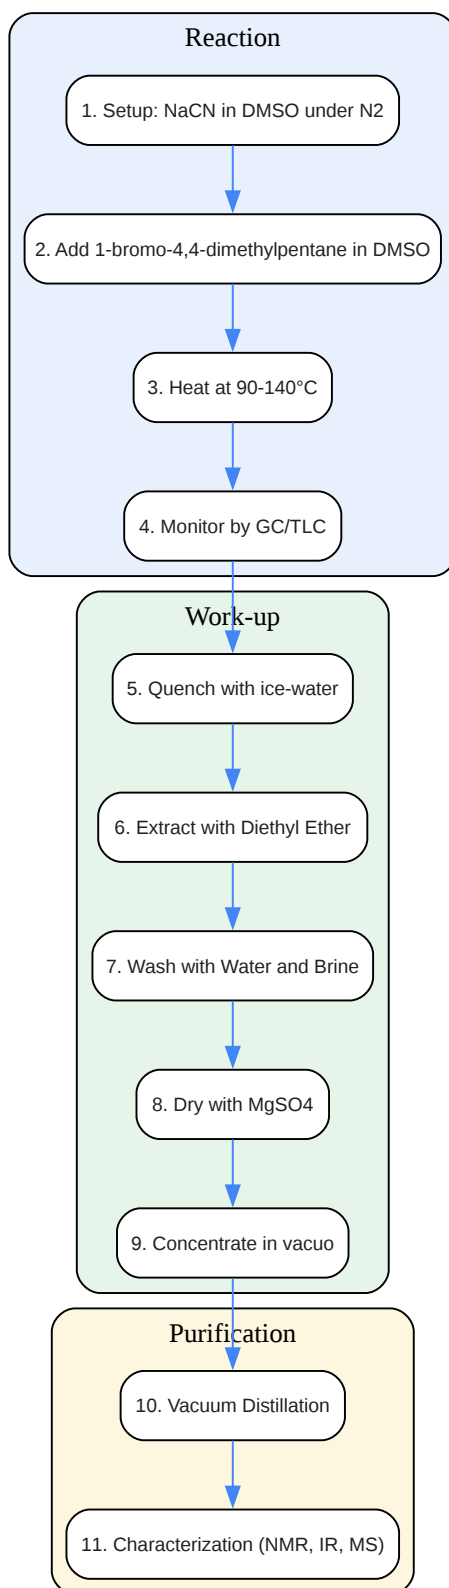 Reaction
1. Setup: NaCN in DMSO under N2
2. Add 1-bromo-4,4-dimethylpentane in DMSO
3. Heat at 90-140°C
4. Monitor by GC/TLC
Work-up
5. Quench with ice-water
6. Extract with Diethyl Ether
7. Wash with Water and Brine
8. Dry with MgSO4
9. Concentrate in vacuo
Purification
10. Vacuum Distillation
11. Characterization (NMR, IR, MS)